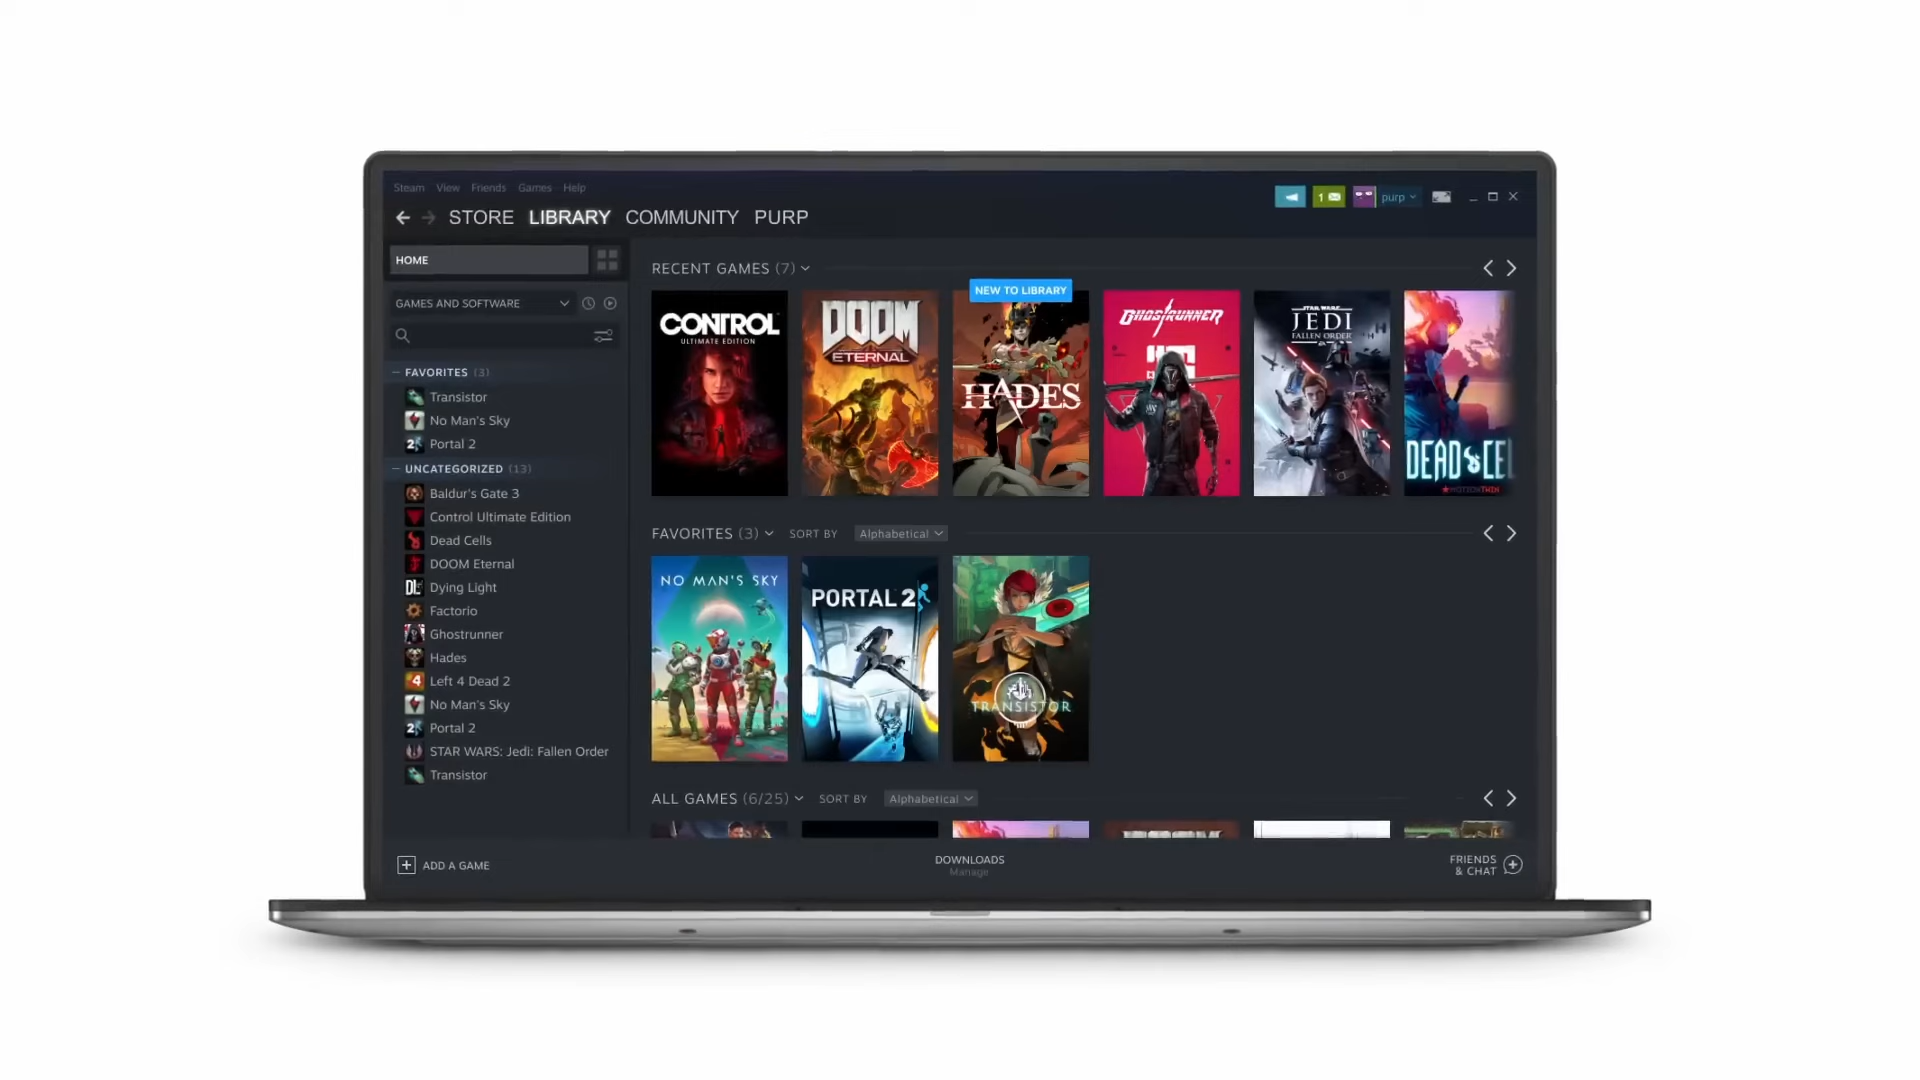 Steam View Friends Games Help
1 purp
STORE LIBRARY COMMUNITY PURP
HOME
GAMES AND SOFTWARE
FAVORITES (3)
Transistor
No Man's Sky
Portal 2
UNCATEGORIZED (13)
Baldur's Gate 3
Control Ultimate Edition
Dead Cells
DOOM Eternal
Dying Light
Factorio
Ghostrunner
Hades
Left 4 Dead 2
No Man's Sky
Portal 2
STAR WARS: Jedi: Fallen Order
Transistor
ADD A GAME
RECENT GAMES (7)
NEW TO LIBRARY
CONTROL
ULTIMATE EDITION
DOOM
ETERNAL
HADES
GHOSTRUNNER
STAR WARS
JEDI
FALLEN ORDER
DEAD CEL
MOTIONTWIN
FAVORITES (3) SORT BY Alphabetical
NO MAN'S SKY
PORTAL 2
TRANSISTOR
ALL GAMES (6/25) SORT BY Alphabetical
DOOM
DOWNLOADS
Manage
FRIENDS
& CHAT